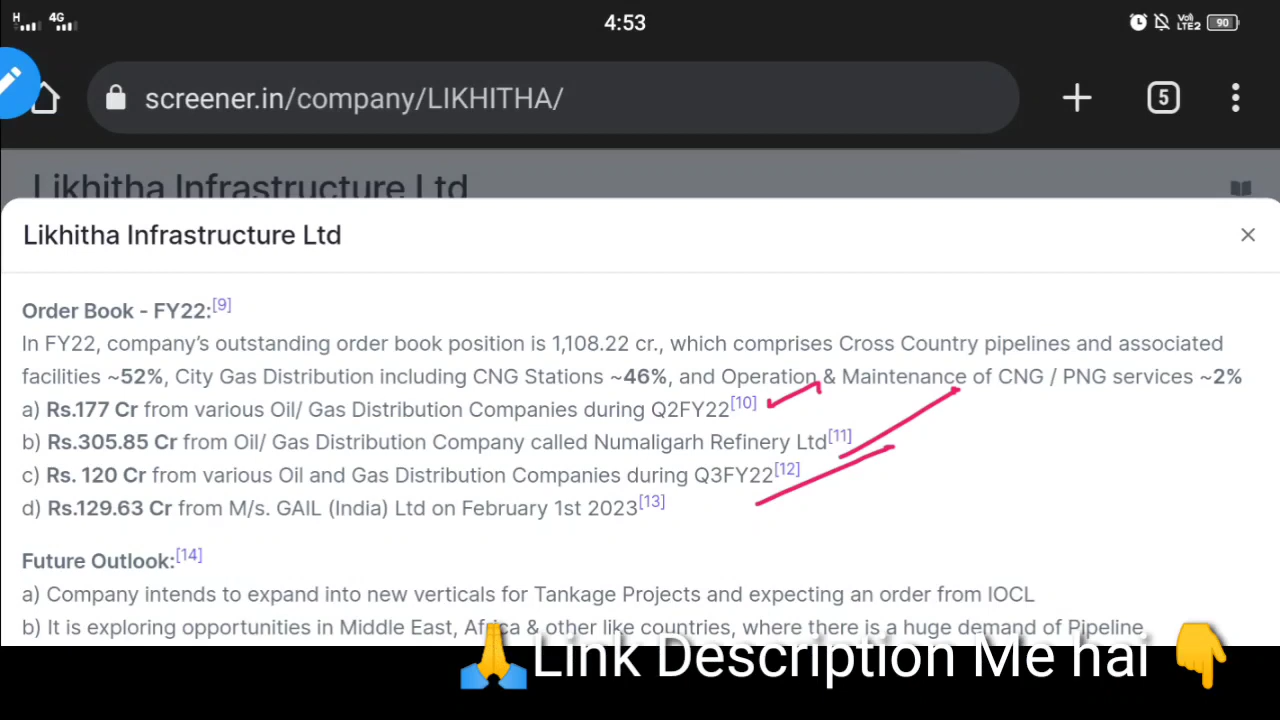 H 4G 4:53 VoI) LTE2 90
screener.in/company/LIKHITHA/ 5
Likhitha Infrastructure Ltd
Likhitha Infrastructure Ltd
Order Book - FY22:[9]
In FY22, company's outstanding order book position is 1,108.22 cr., which comprises Cross Country pipelines and associated
facilities ~52%, City Gas Distribution including CNG Stations ~46%, and Operation & Maintenance of CNG / PNG services ~2%
a) Rs.177 Cr from various Oil/ Gas Distribution Companies during Q2FY22[10]
b) Rs.305.85 Cr from Oil/ Gas Distribution Company called Numaligarh Refinery Ltd[11]
c) Rs. 120 Cr from various Oil and Gas Distribution Companies during Q3FY22[12]
d) Rs.129.63 Cr from M/s. GAIL (India) Ltd on February 1st 2023[13]
Future Outlook:[14]
a) Company intends to expand into new verticals for Tankage Projects and expecting an order from IOCL
b) It is exploring opportunities in Middle East, Africa & other like countries, where there is a huge demand of Pipeline
🙏Link Description Me hai 👇